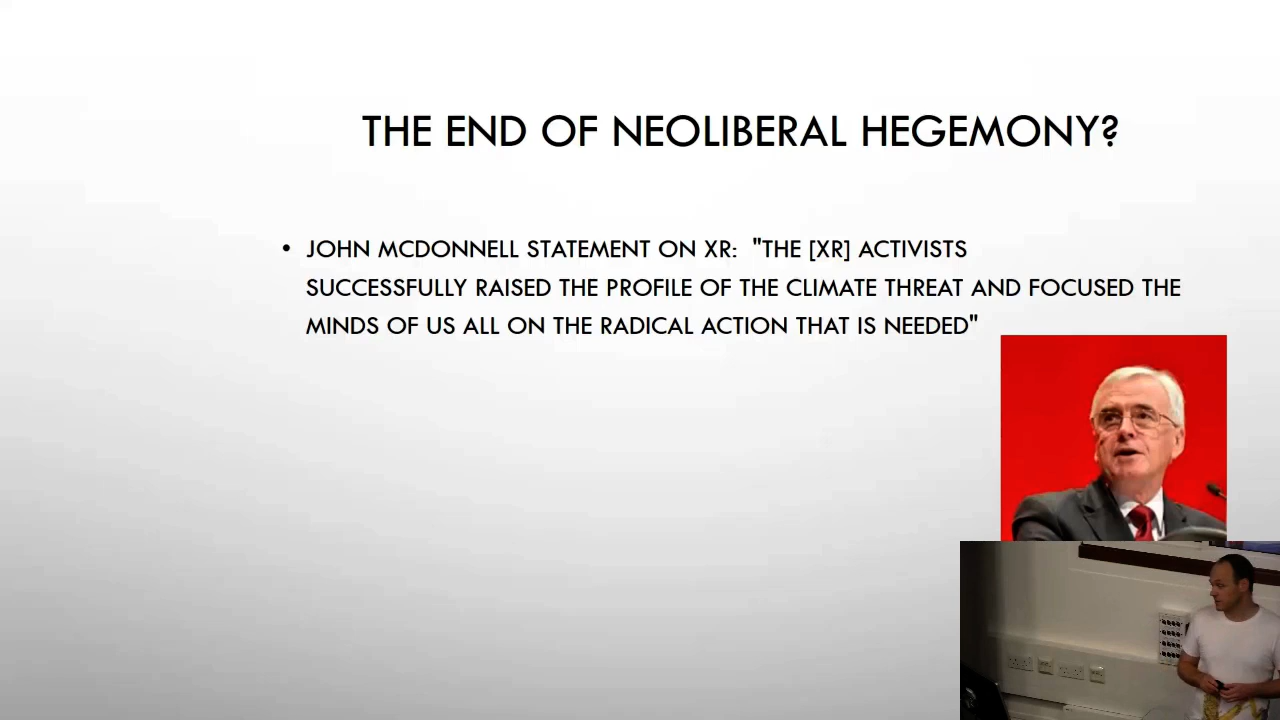 THE END OF NEOLIBERAL HEGEMONY?
• JOHN MCDONNELL STATEMENT ON XR:  "THE [XR] ACTIVISTS
SUCCESSFULLY RAISED THE PROFILE OF THE CLIMATE THREAT AND FOCUSED THE
MINDS OF US ALL ON THE RADICAL ACTION THAT IS NEEDED"